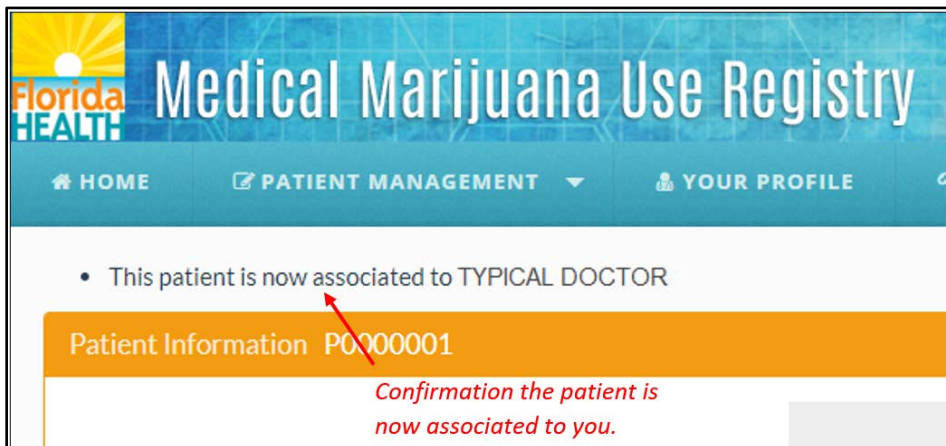 Florida
HEALTH
Medical Marijuana Use Registry
HOME PATIENT MANAGEMENT YOUR PROFILE
• This patient is now associated to TYPICAL DOCTOR
Patient Information P0000001
Confirmation the patient is
now associated to you.